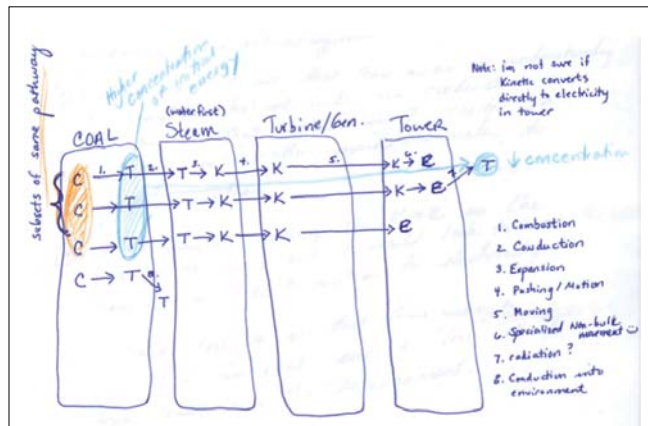 subsets of same pathway
Higher
concentration
of initial
energy
Note: im not sure if
Kinetic converts
directly to electricity
in tower
COAL
(water first)
Steam
Turbine/Gen.
Tower
C 1. T 2. T 3. K 4. K 5. K 6. E 7. T ↓ concentration
C T T K K K E
C T T K K E
C T 8. T
1. Combustion
2. Conduction
3. Expansion
4. Pushing/Motion
5. Moving
6. Specialised Non-bulk
movement
7. radiation ?
8. Conduction into
environment